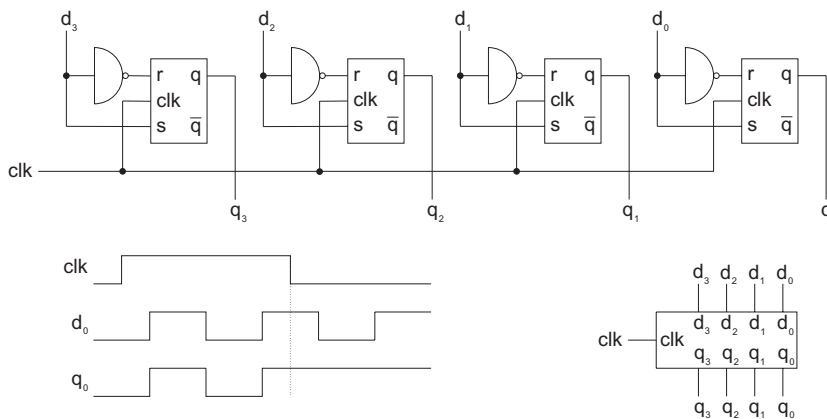 d3 d2 d1 d0
r q r q r q r q
clk clk clk clk
s q̅ s q̅ s q̅ s q̅
clk
q3 q2 q1 q
clk
d0
q0
d3 d2 d1 d0
d3 d2 d1 d0
clk clk
q3 q2 q1 q0
q3 q2 q1 q0